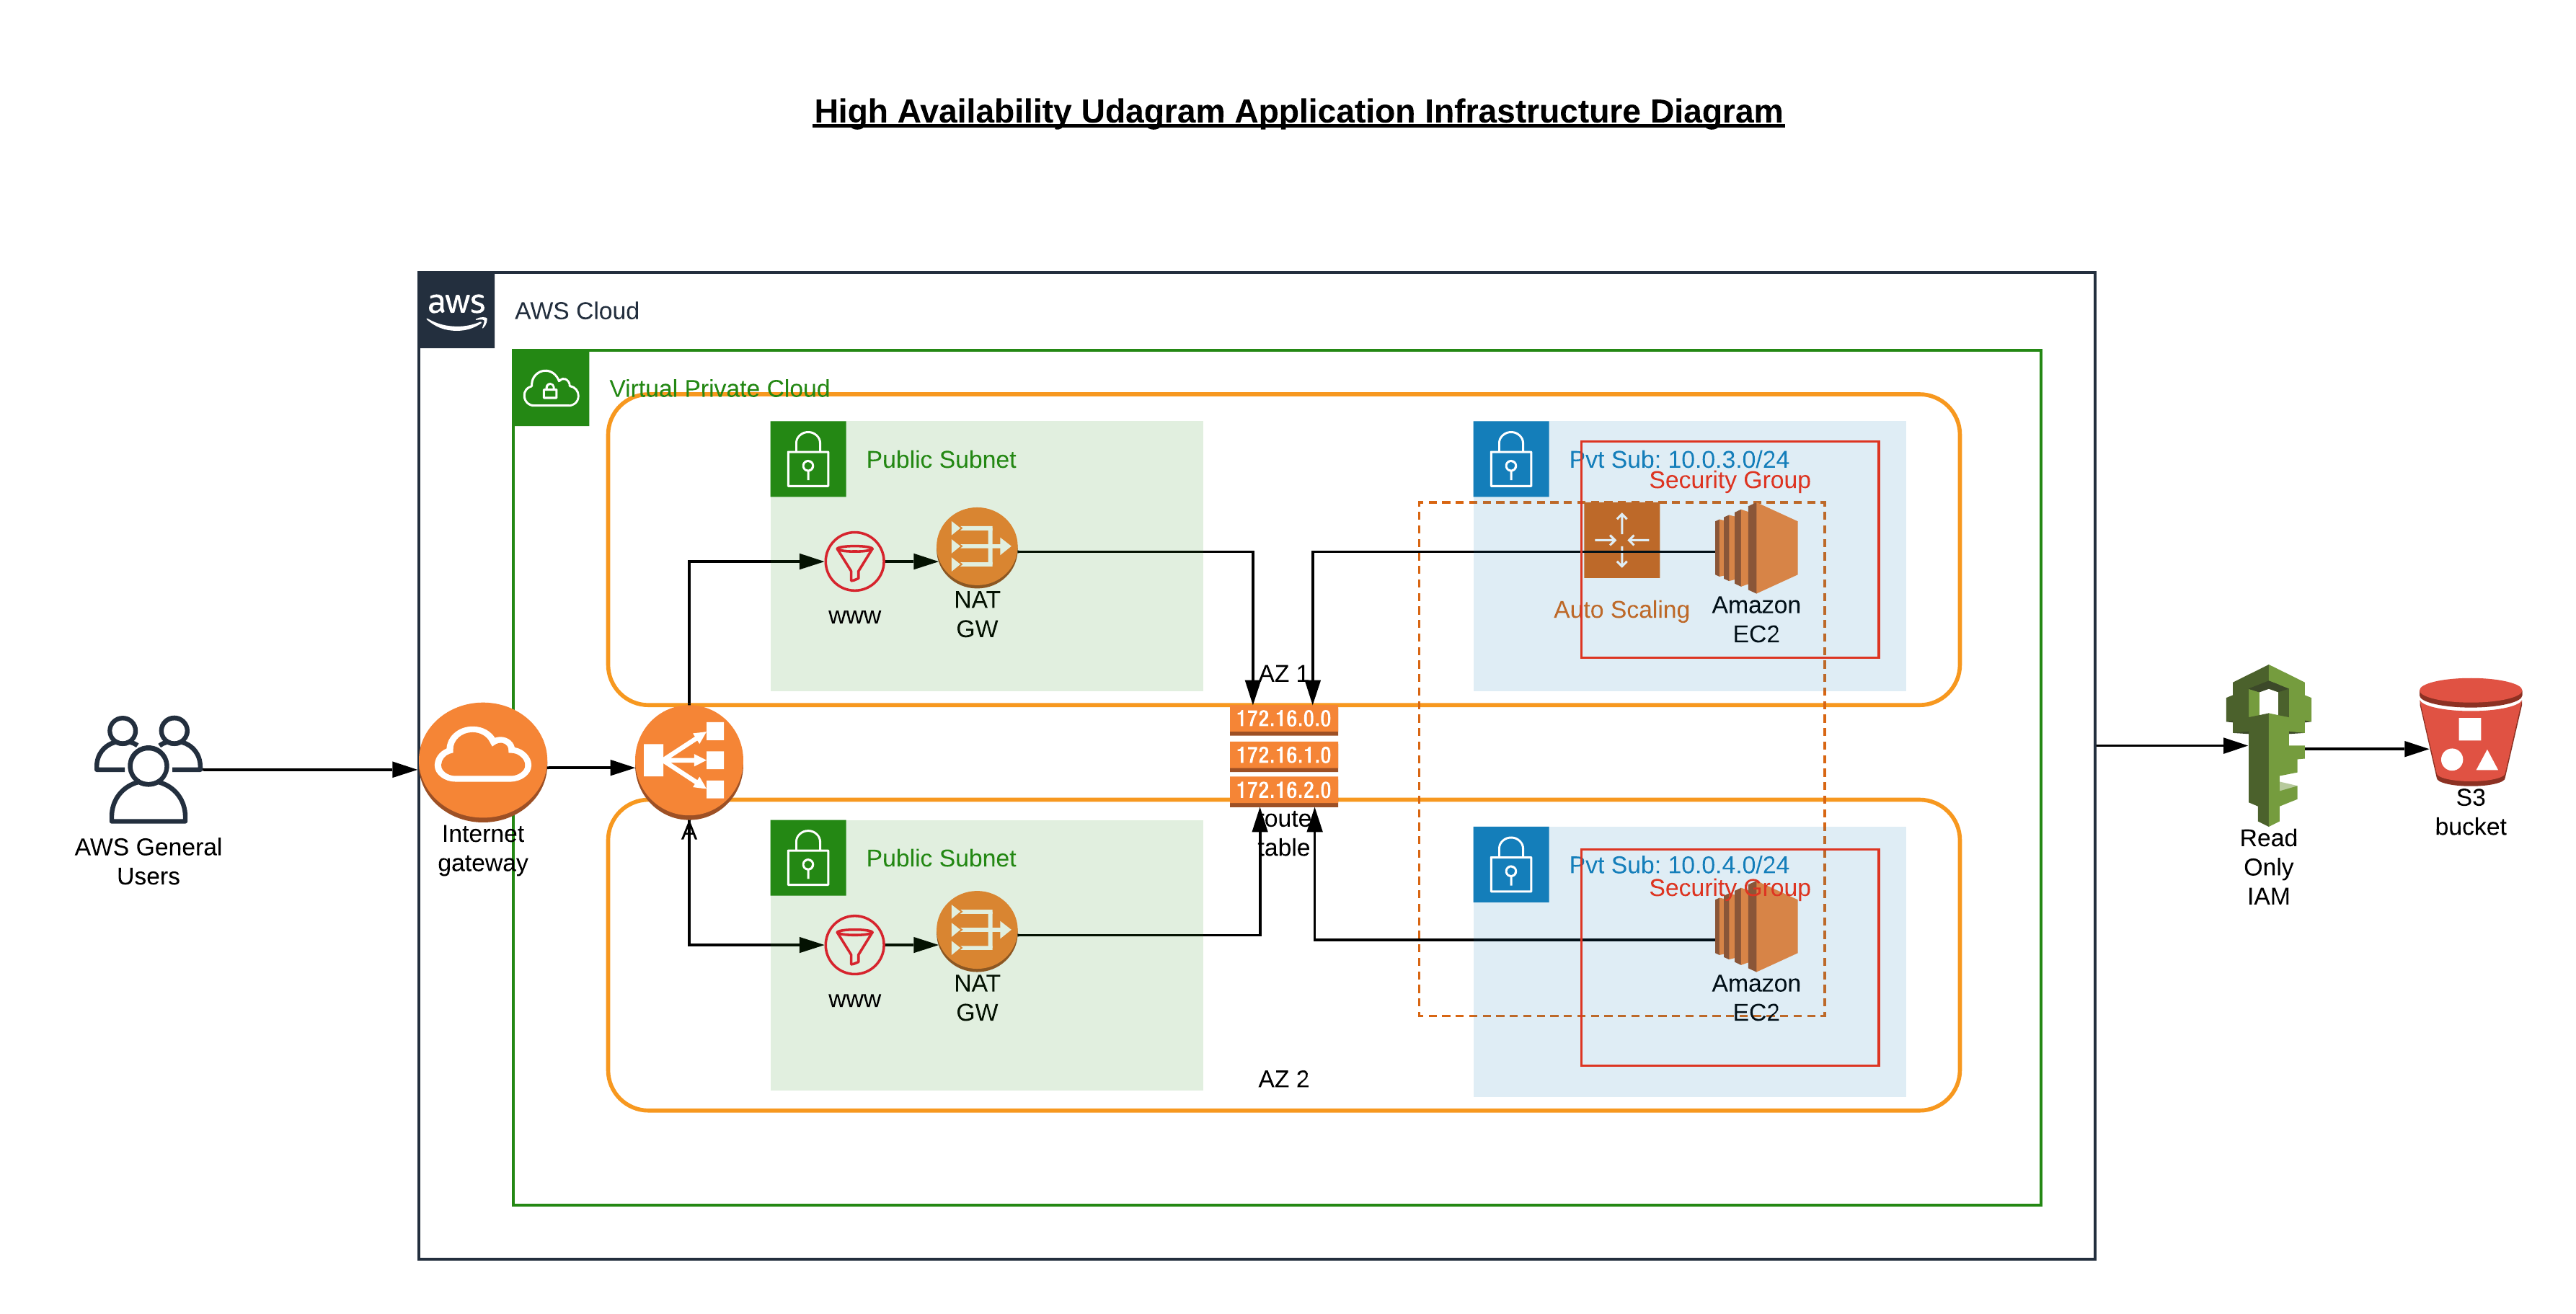 High Availability Udagram Application Infrastructure Diagram
aws
AWS Cloud
Virtual Private Cloud
Public Subnet
www
NAT
GW
Pvt Sub: 10.0.3.0/24
Security Group
Auto Scaling
Amazon
EC2
AZ 1
172.16.0.0
172.16.1.0
172.16.2.0
route
table
AWS General
Users
Internet
gateway
A
Public Subnet
www
NAT
GW
Pvt Sub: 10.0.4.0/24
Security Group
Amazon
EC2
AZ 2
Read
Only
IAM
S3
bucket